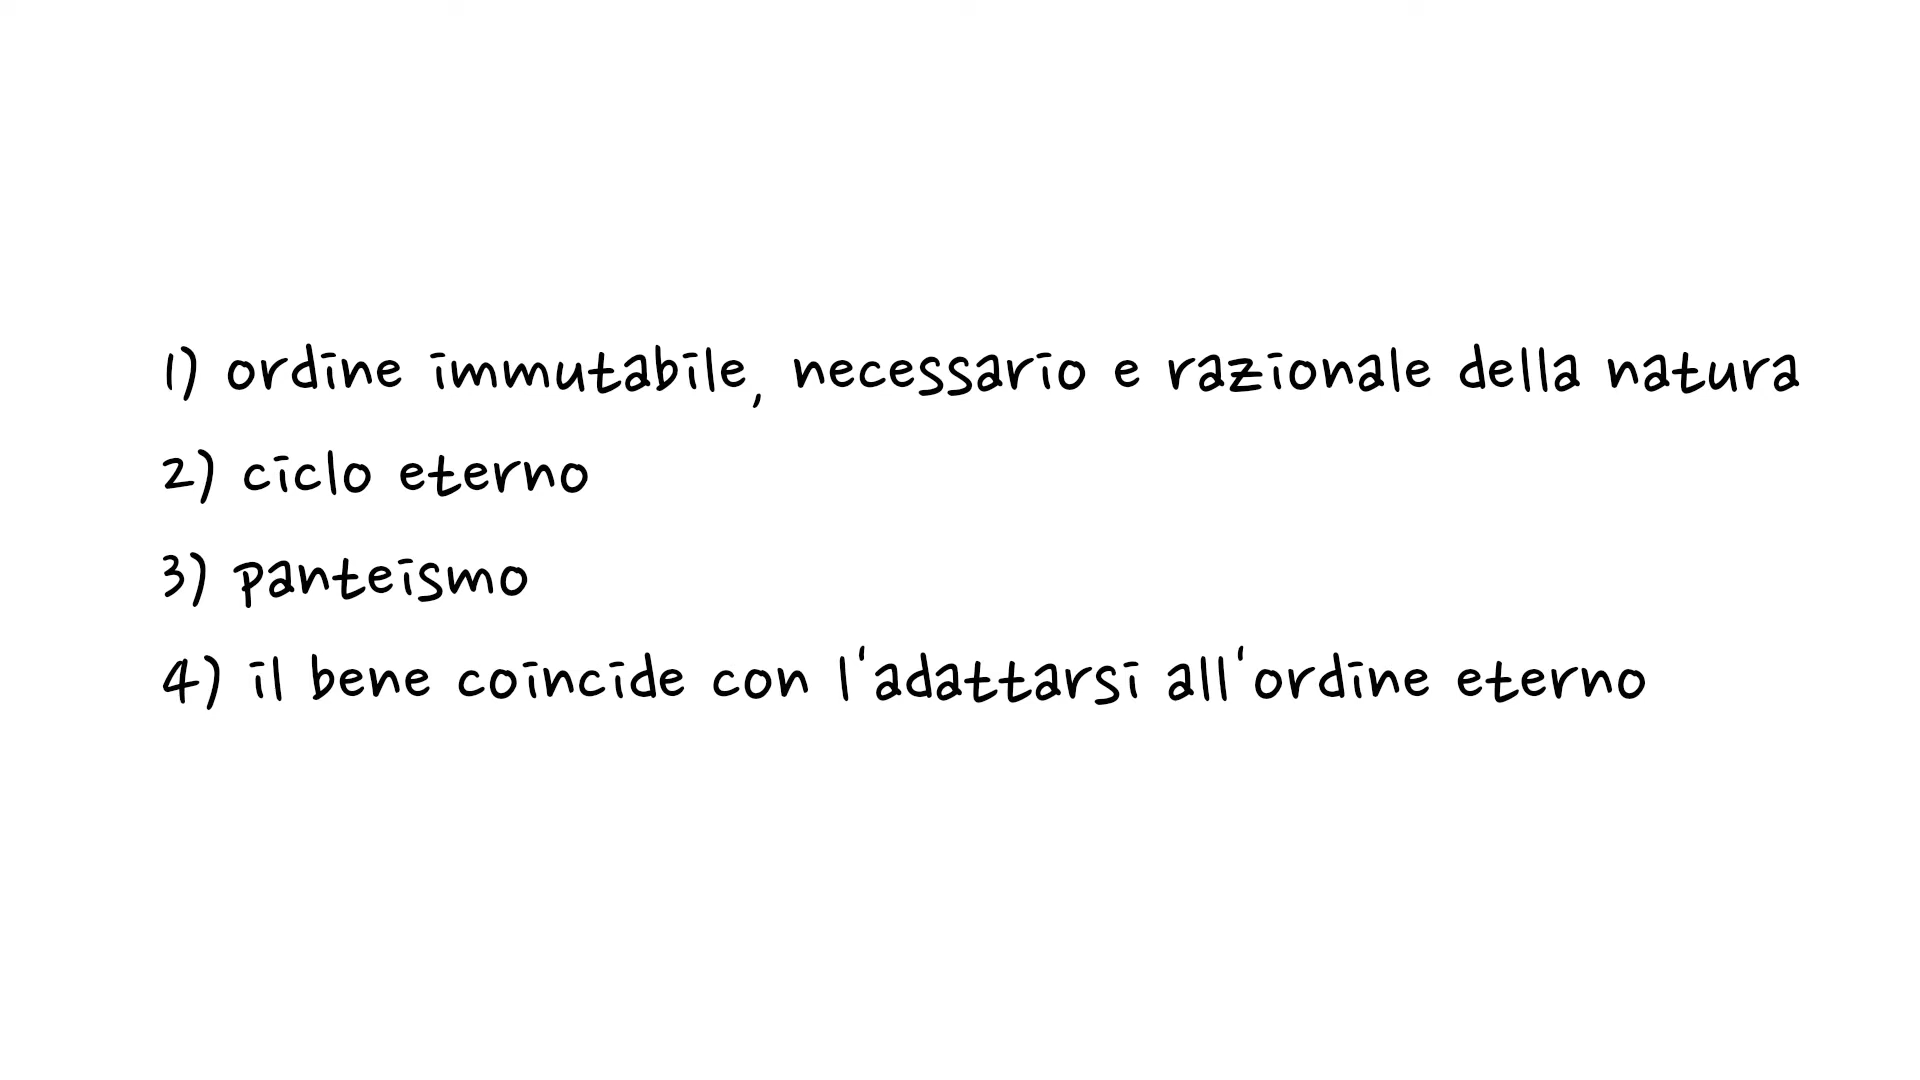 1) ordine immutabile, necessario e razionale della natura
2) ciclo eterno
3) panteismo
4) il bene coincide con l'adattarsi all'ordine eterno